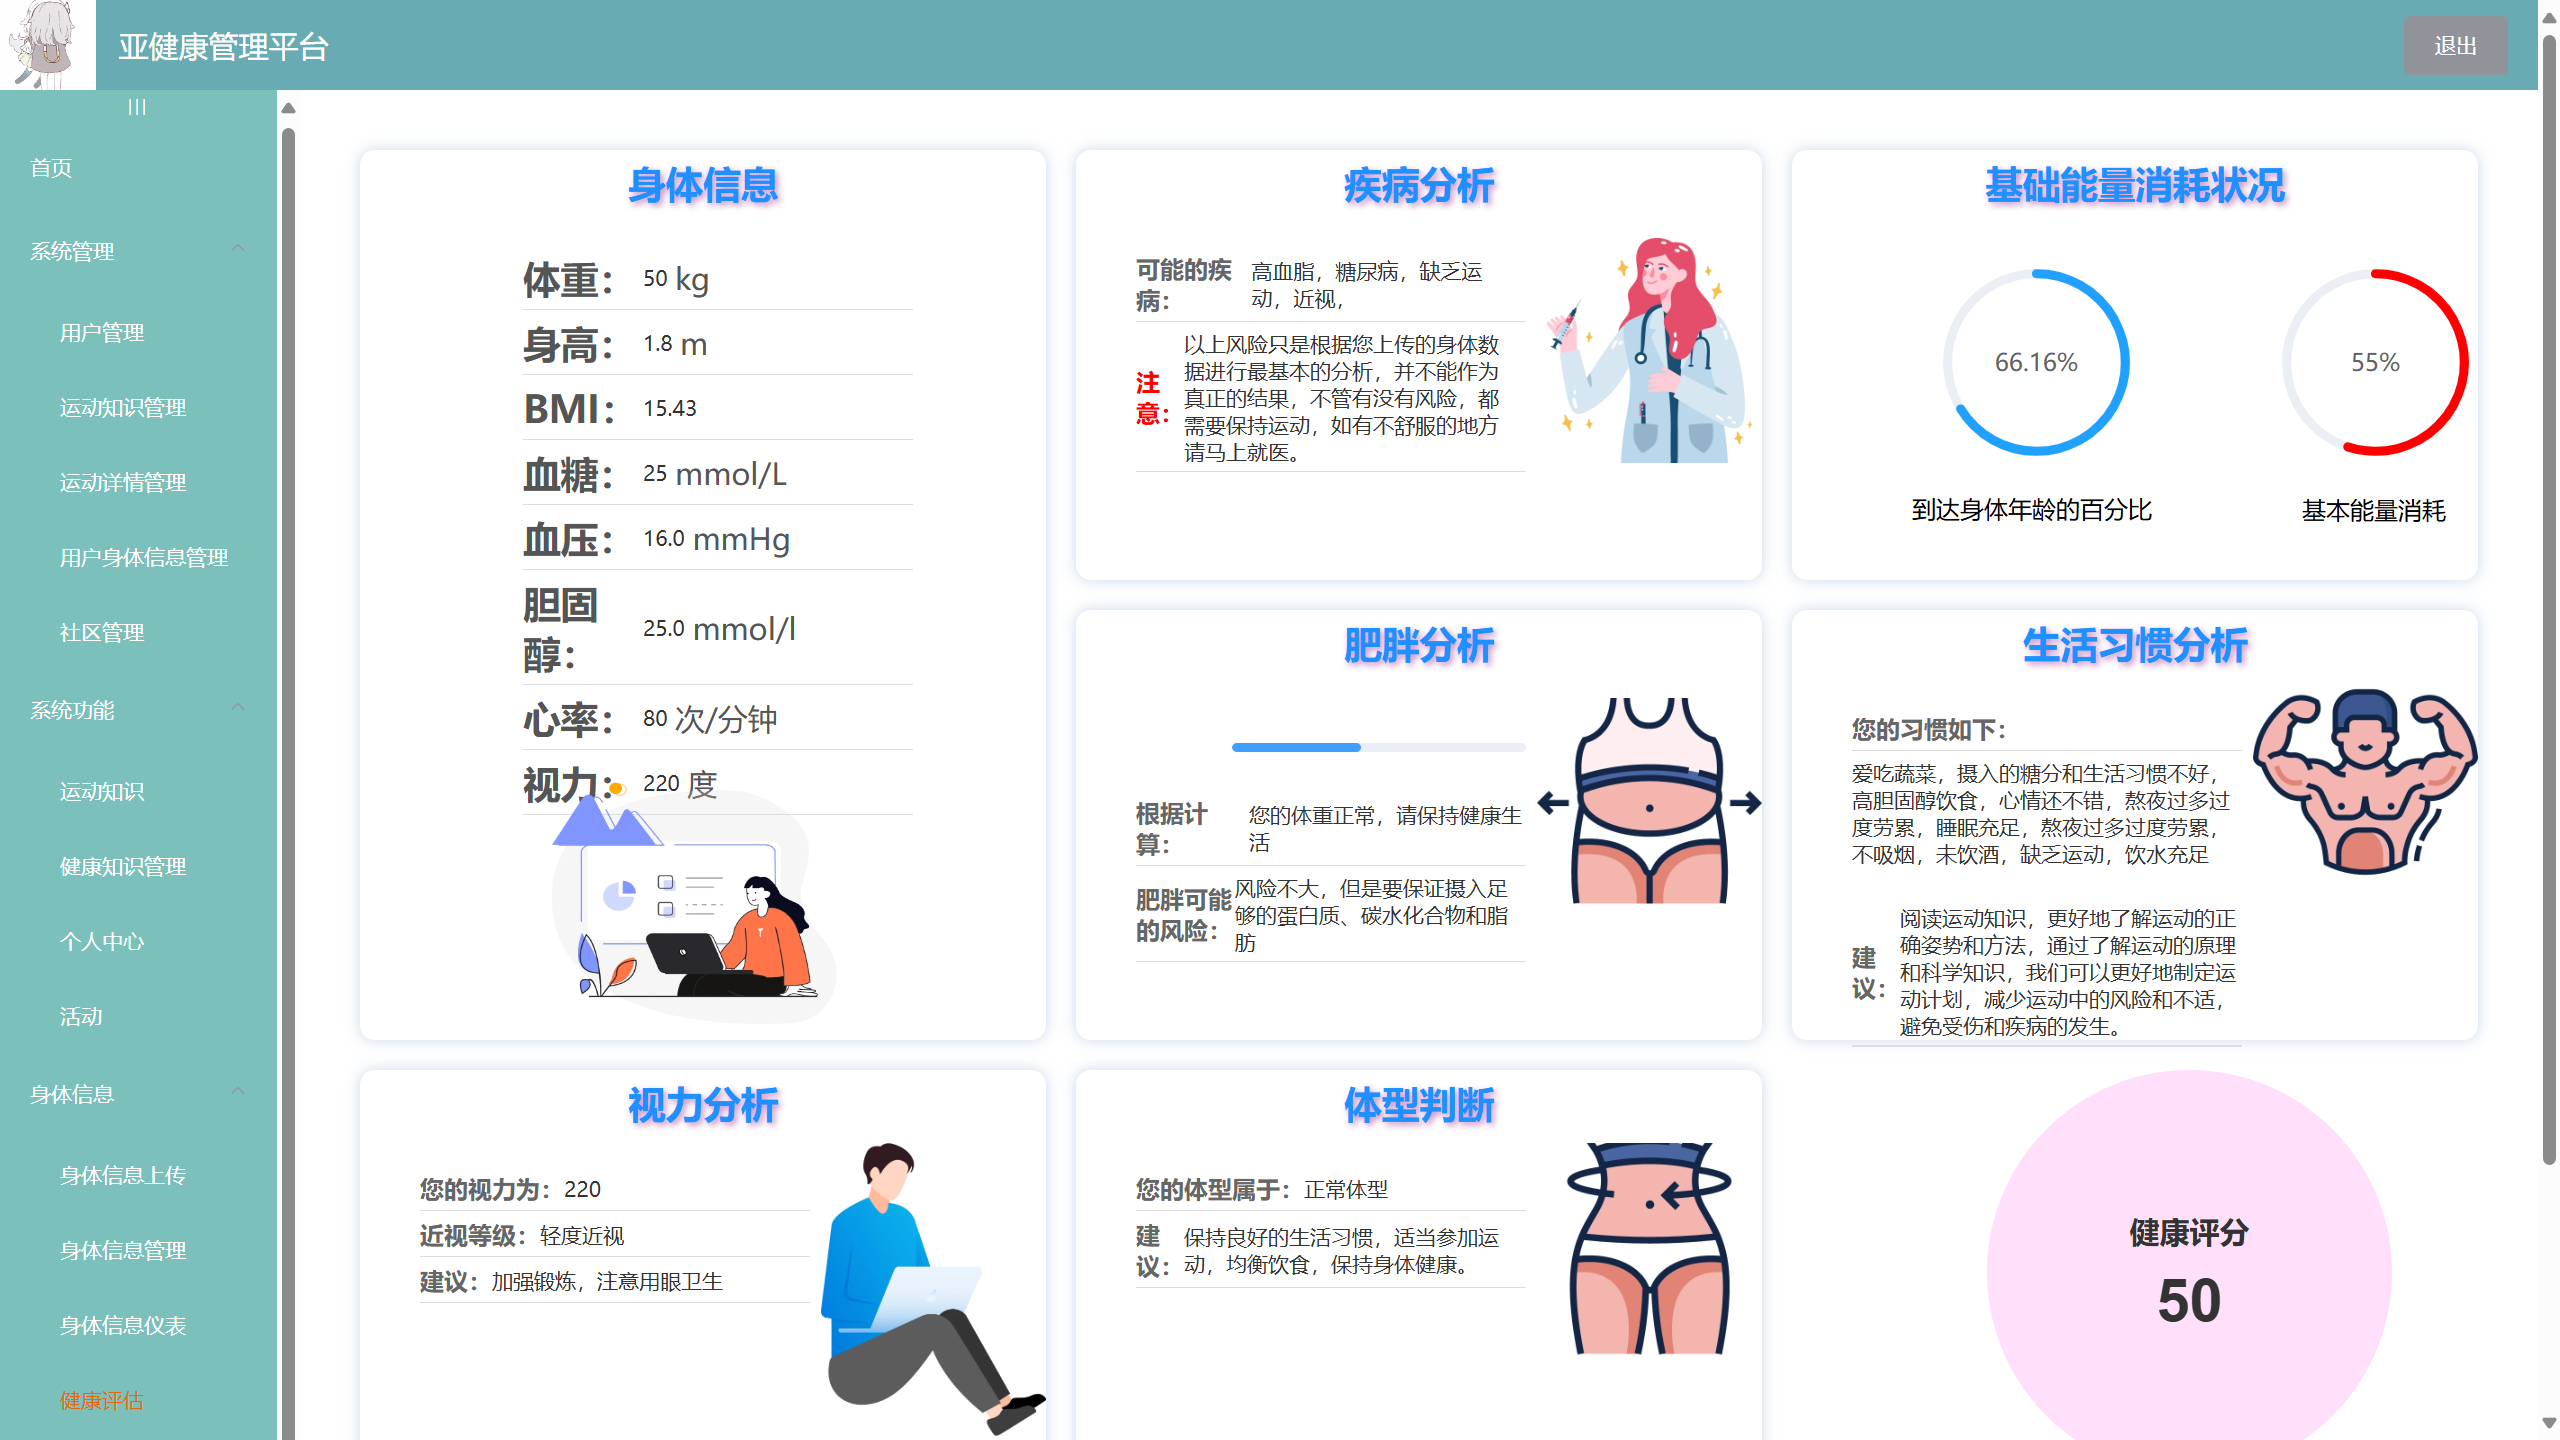 亚健康管理平台
退出
首页
系统管理
用户管理
运动知识管理
运动详情管理
用户身体信息管理
社区管理
系统功能
运动知识
健康知识管理
个人中心
活动
身体信息
身体信息上传
身体信息管理
身体信息仪表
健康评估
身体信息
体重： 50 kg
身高： 1.8 m
BMI： 15.43
血糖： 25 mmol/L
血压： 16.0 mmHg
胆固
醇： 25.0 mmol/l
心率： 80 次/分钟
视力： 220 度
疾病分析
可能的疾
病：
高血脂，糖尿病，缺乏运
动，近视，
注
意：
以上风险只是根据您上传的身体数
据进行最基本的分析，并不能作为
真正的结果，不管有没有风险，都
需要保持运动，如有不舒服的地方
请马上就医。
基础能量消耗状况
66.16%
到达身体年龄的百分比
55%
基本能量消耗
肥胖分析
根据计
算：
您的体重正常，请保持健康生
活
肥胖可能
的风险：
风险不大，但是要保证摄入足
够的蛋白质、碳水化合物和脂
肪
生活习惯分析
您的习惯如下：
爱吃蔬菜，摄入的糖分和生活习惯不好，
高胆固醇饮食，心情还不错，熬夜过多过
度劳累，睡眠充足，熬夜过多过度劳累，
不吸烟，未饮酒，缺乏运动，饮水充足
建
议：
阅读运动知识，更好地了解运动的正
确姿势和方法，通过了解运动的原理
和科学知识，我们可以更好地制定运
动计划，减少运动中的风险和不适，
避免受伤和疾病的发生。
视力分析
您的视力为：220
近视等级：轻度近视
建议：加强锻炼，注意用眼卫生
体型判断
您的体型属于：正常体型
建
议：
保持良好的生活习惯，适当参加运
动，均衡饮食，保持身体健康。
健康评分
50